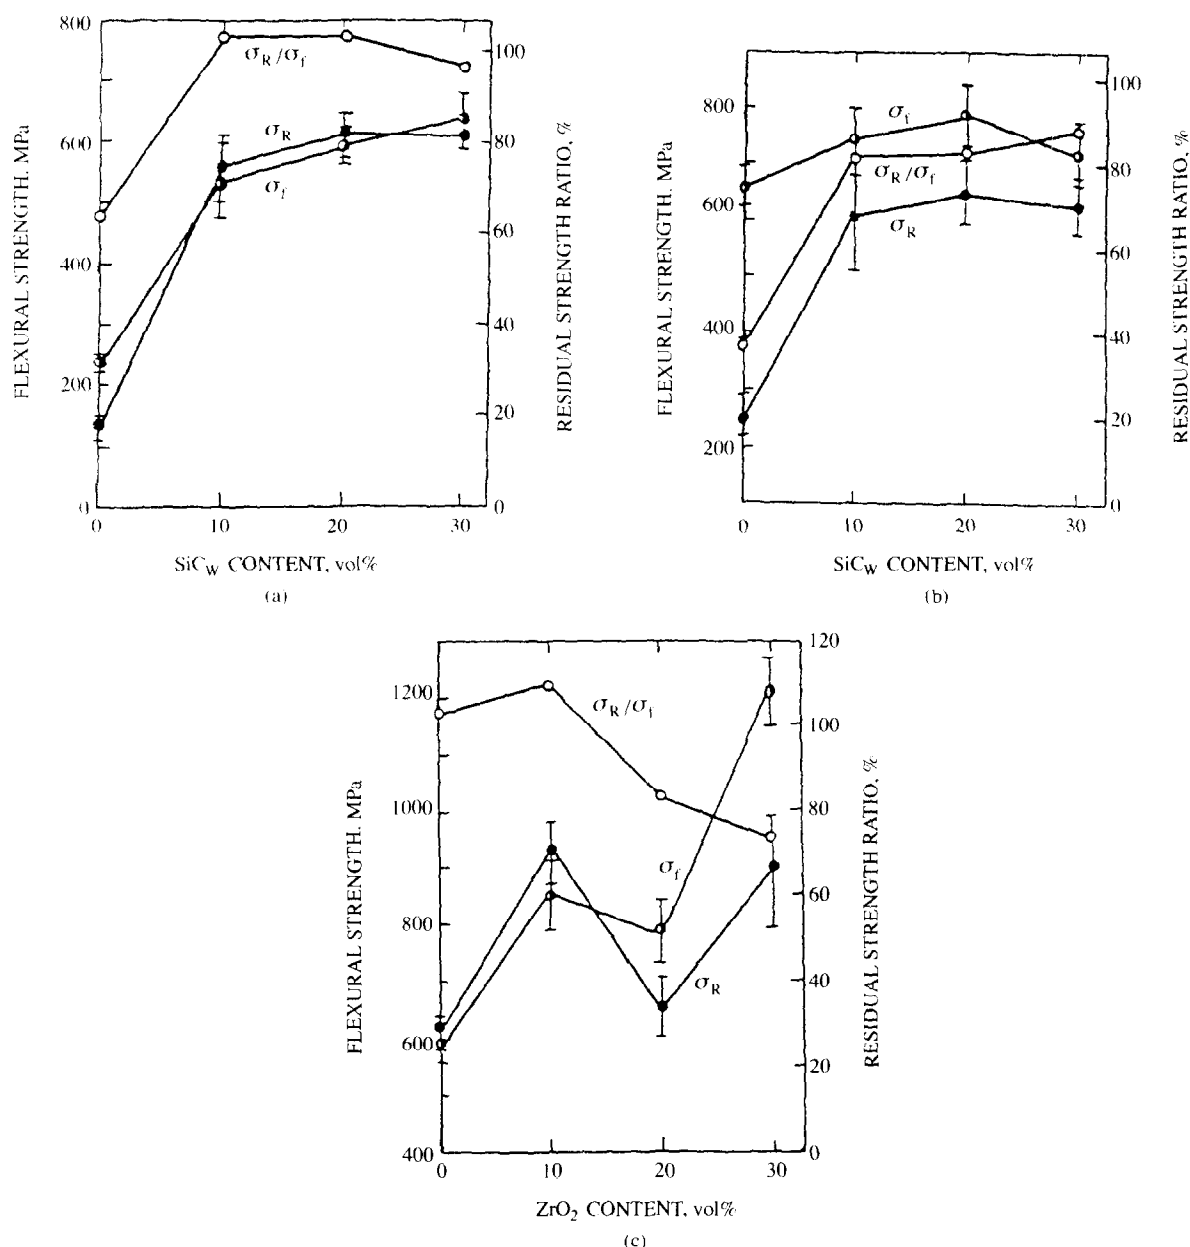 800
600
400
200
0
FLEXURAL STRENGTH. MPa
σR/σf
σR
σf
100
80
60
40
20
0
RESIDUAL STRENGTH RATIO, %
0 10 20 30
SiCW CONTENT, vol%
(a)
800
600
400
200
FLEXURAL STRENGTH. MPa
σf
σR/σf
σR
100
80
60
40
20
0
RESIDUAL STRENGTH RATIO, %
0 10 20 30
SiCW CONTENT, vol%
(b)
1200
1000
800
600
400
FLEXURAL STRENGTH. MPa
σR/σf
σf
σR
120
100
80
60
40
20
0
RESIDUAL STRENGTH RATIO, %
0 10 20 30
ZrO2 CONTENT, vol%
(c)